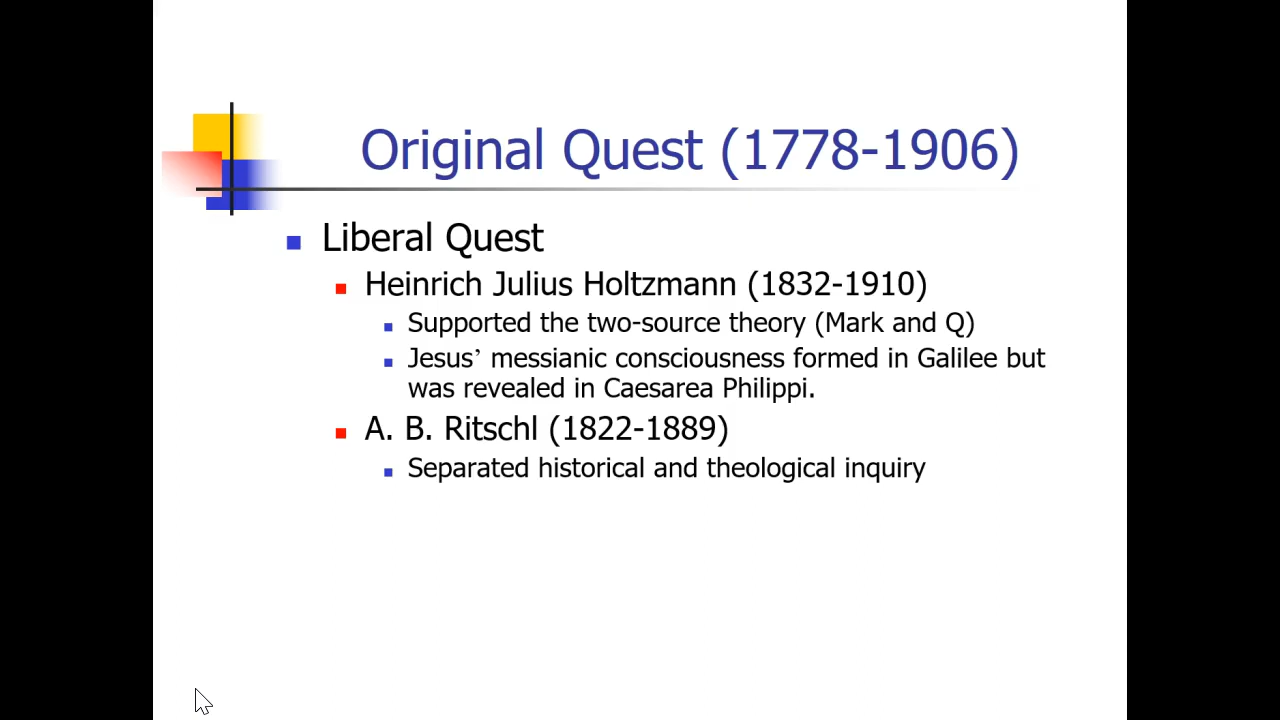 Original Quest (1778-1906)
Liberal Quest
Heinrich Julius Holtzmann (1832-1910)
Supported the two-source theory (Mark and Q)
Jesus’ messianic consciousness formed in Galilee but
was revealed in Caesarea Philippi.
A. B. Ritschl (1822-1889)
Separated historical and theological inquiry